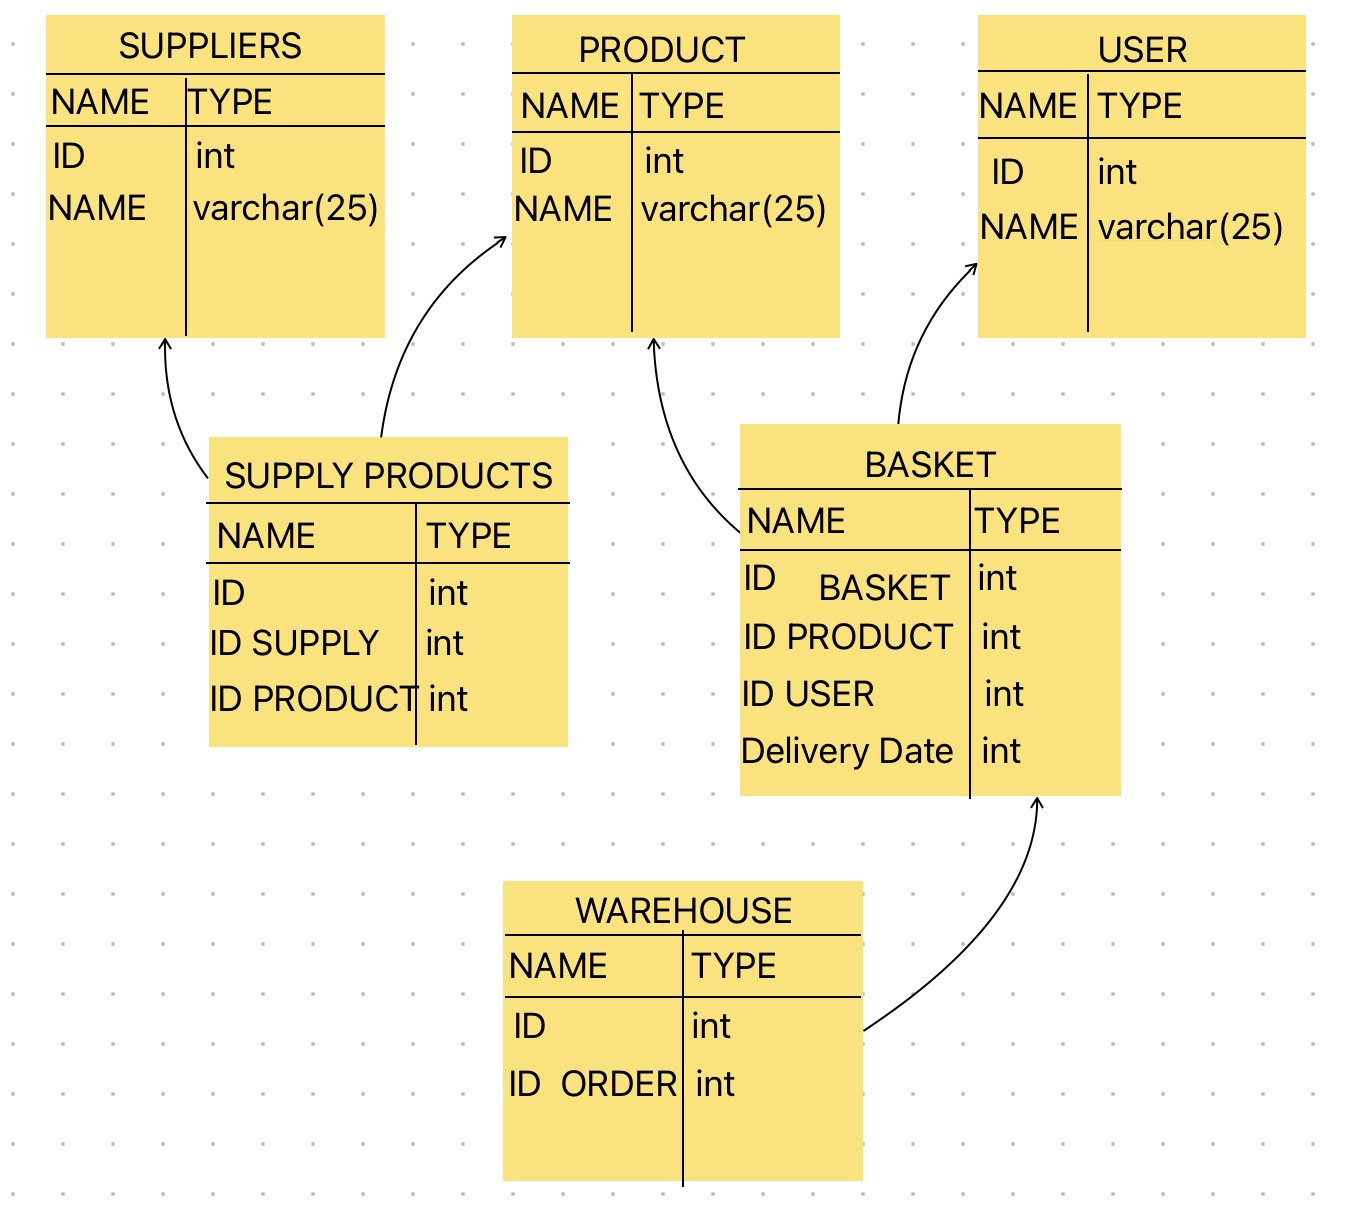 SUPPLIERS
NAME TYPE
ID int
NAME varchar(25)
PRODUCT
NAME TYPE
ID int
NAME varchar(25)
USER
NAME TYPE
ID int
NAME varchar(25)
SUPPLY PRODUCTS
NAME TYPE
ID int
ID SUPPLY int
ID PRODUCT int
BASKET
NAME TYPE
ID BASKET int
ID PRODUCT int
ID USER int
Delivery Date int
WAREHOUSE
NAME TYPE
ID int
ID ORDER int